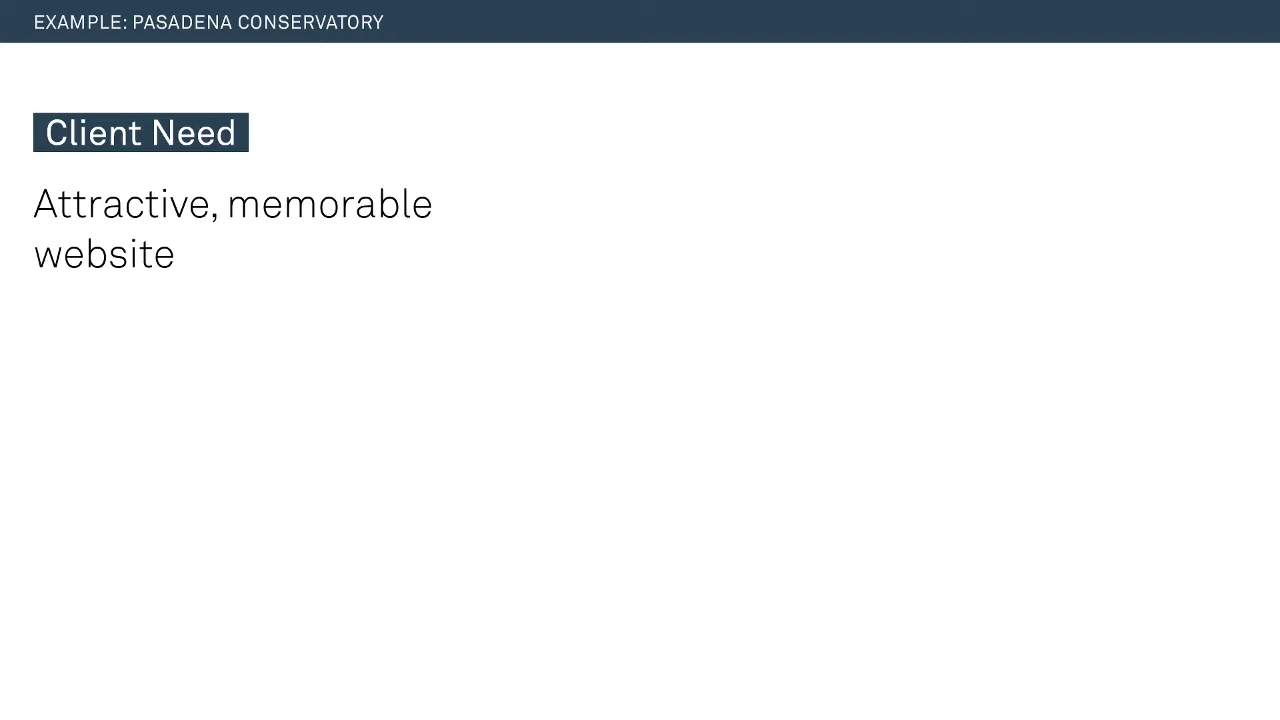 EXAMPLE: PASADENA CONSERVATORY
Client Need
Attractive, memorable
website